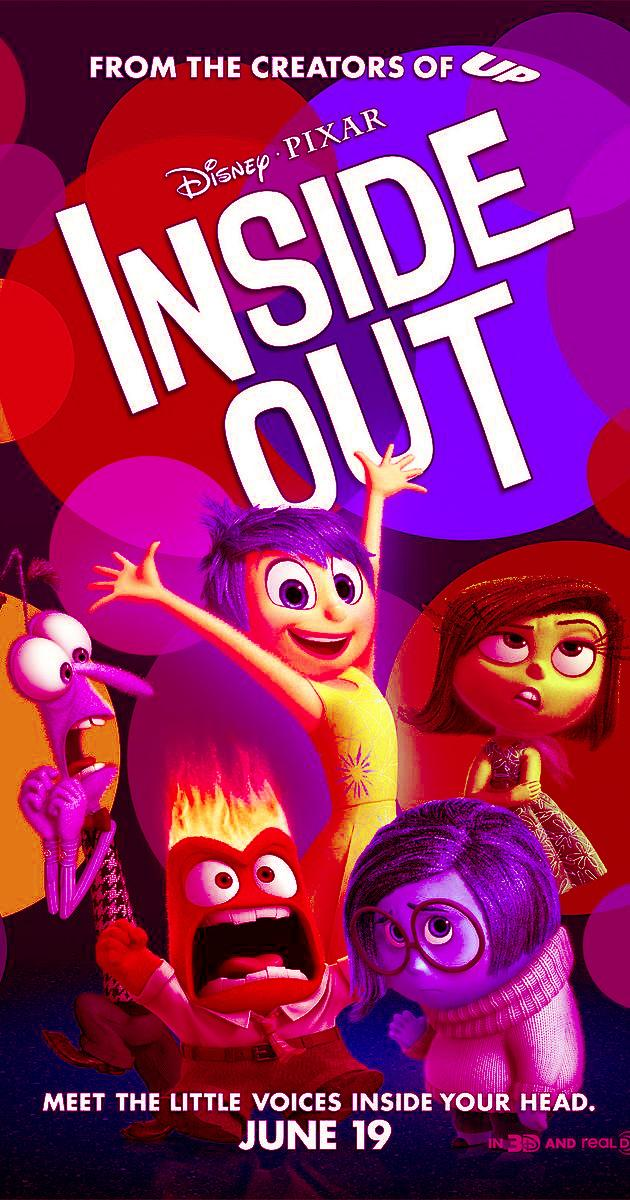 FROM THE CREATORS OF UP
DISNEY · PIXAR
INSIDE
OUT
MEET THE LITTLE VOICES INSIDE YOUR HEAD.
JUNE 19
IN 3D AND REAL D